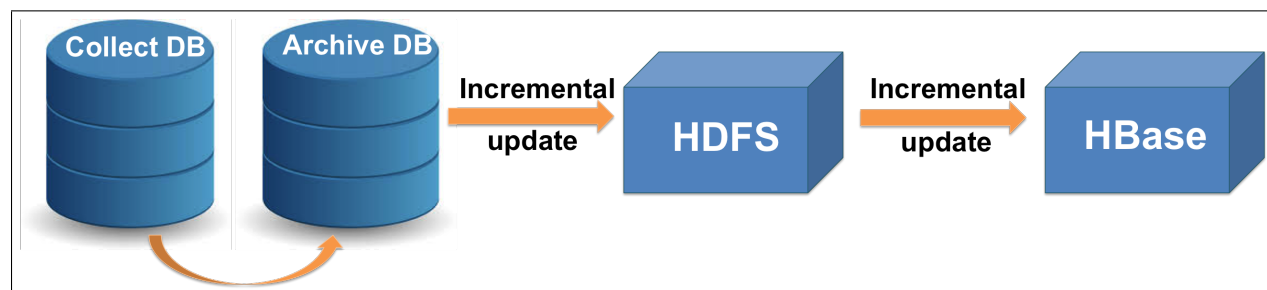 Collect DB
Archive DB
Incremental
update
HDFS
Incremental
update
HBase